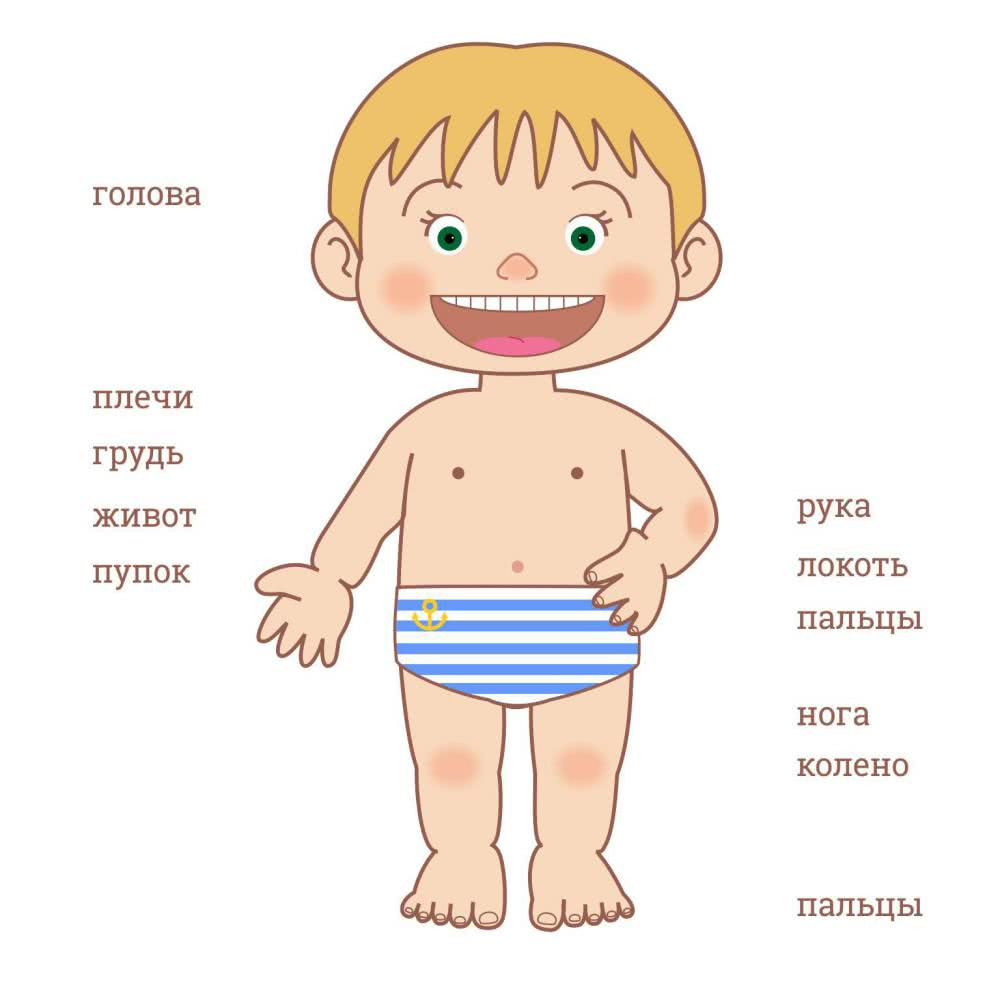 голова
плечи
грудь
живот
пупок
рука
локоть
пальцы
нога
колено
пальцы